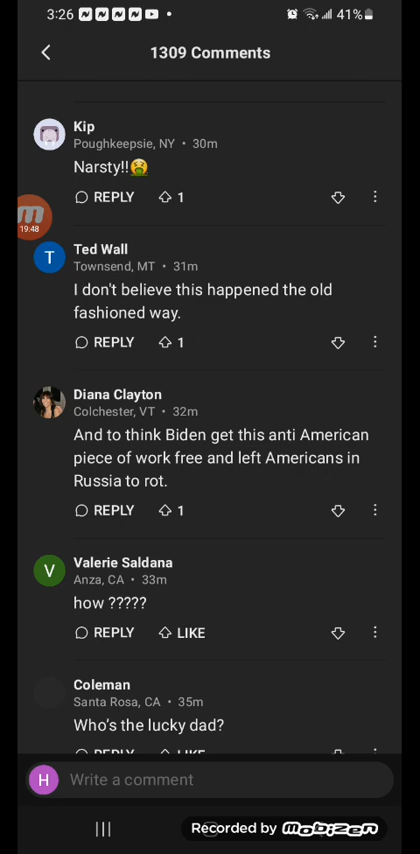 3:26
41%
1309 Comments
Kip
Poughkeepsie, NY • 30m
Narsty!!🤮
REPLY 1
19:48
Ted Wall
T
Townsend, MT • 31m
I don't believe this happened the old
fashioned way.
REPLY 1
Diana Clayton
Colchester, VT • 32m
And to think Biden get this anti American
piece of work free and left Americans in
Russia to rot.
REPLY 1
Valerie Saldana
V
Anza, CA • 33m
how ?????
REPLY LIKE
Coleman
Santa Rosa, CA • 35m
Who's the lucky dad?
REPLY LIKE
H Write a comment
Recorded by mobizen